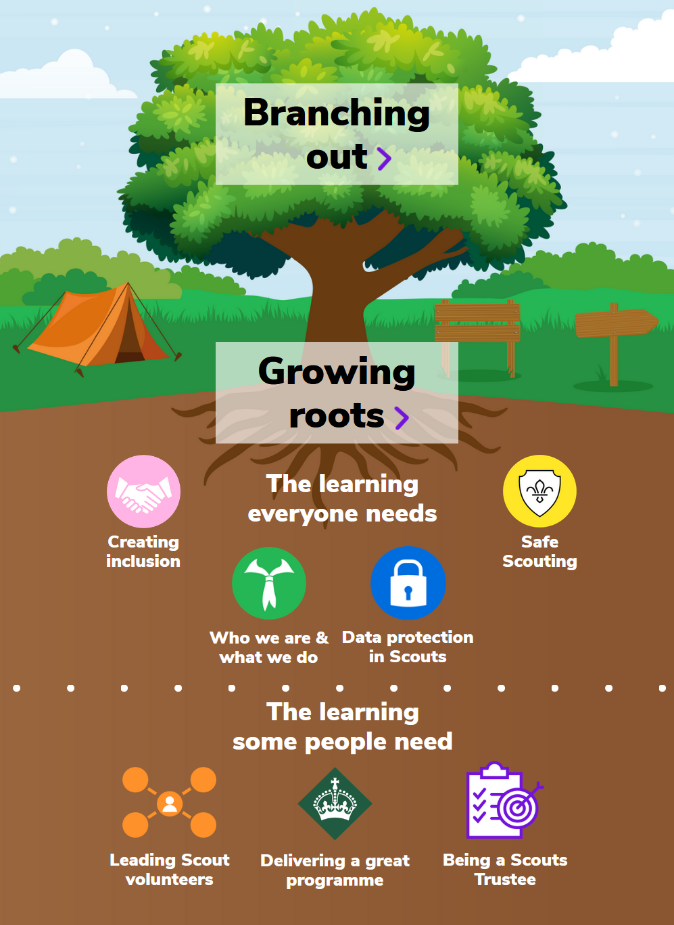 Branching
out
Growing
roots
The learning
everyone needs
Creating
inclusion
Safe
Scouting
Who we are &
what we do
Data protection
in Scouts
The learning
some people need
Leading Scout
volunteers
Delivering a great
programme
Being a Scouts
Trustee